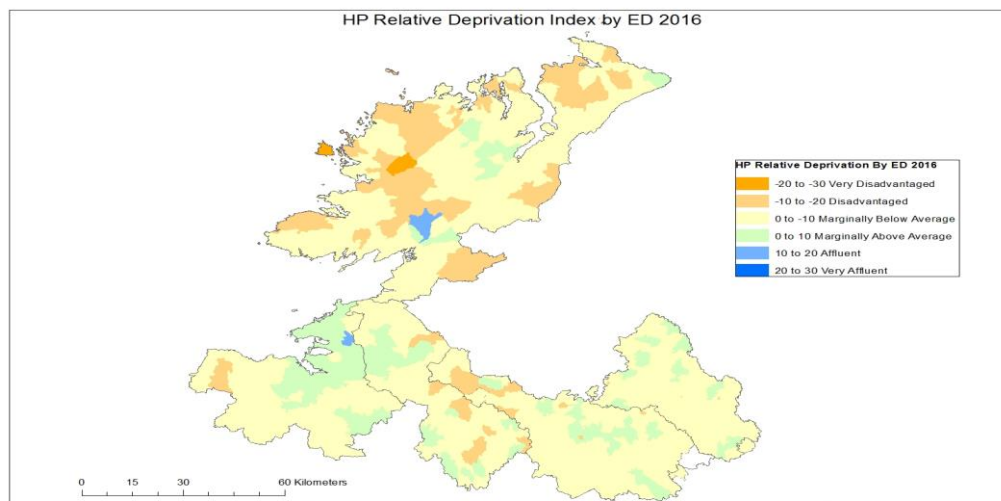 HP Relative Deprivation Index by ED 2016
HP Relative Deprivation By ED 2016
-20 to -30 Very Disadvantaged
-10 to -20 Disadvantaged
0 to -10 Marginally Below Average
0 to 10 Marginally Above Average
10 to 20 Affluent
20 to 30 Very Affluent
0 15 30 60 Kilometers